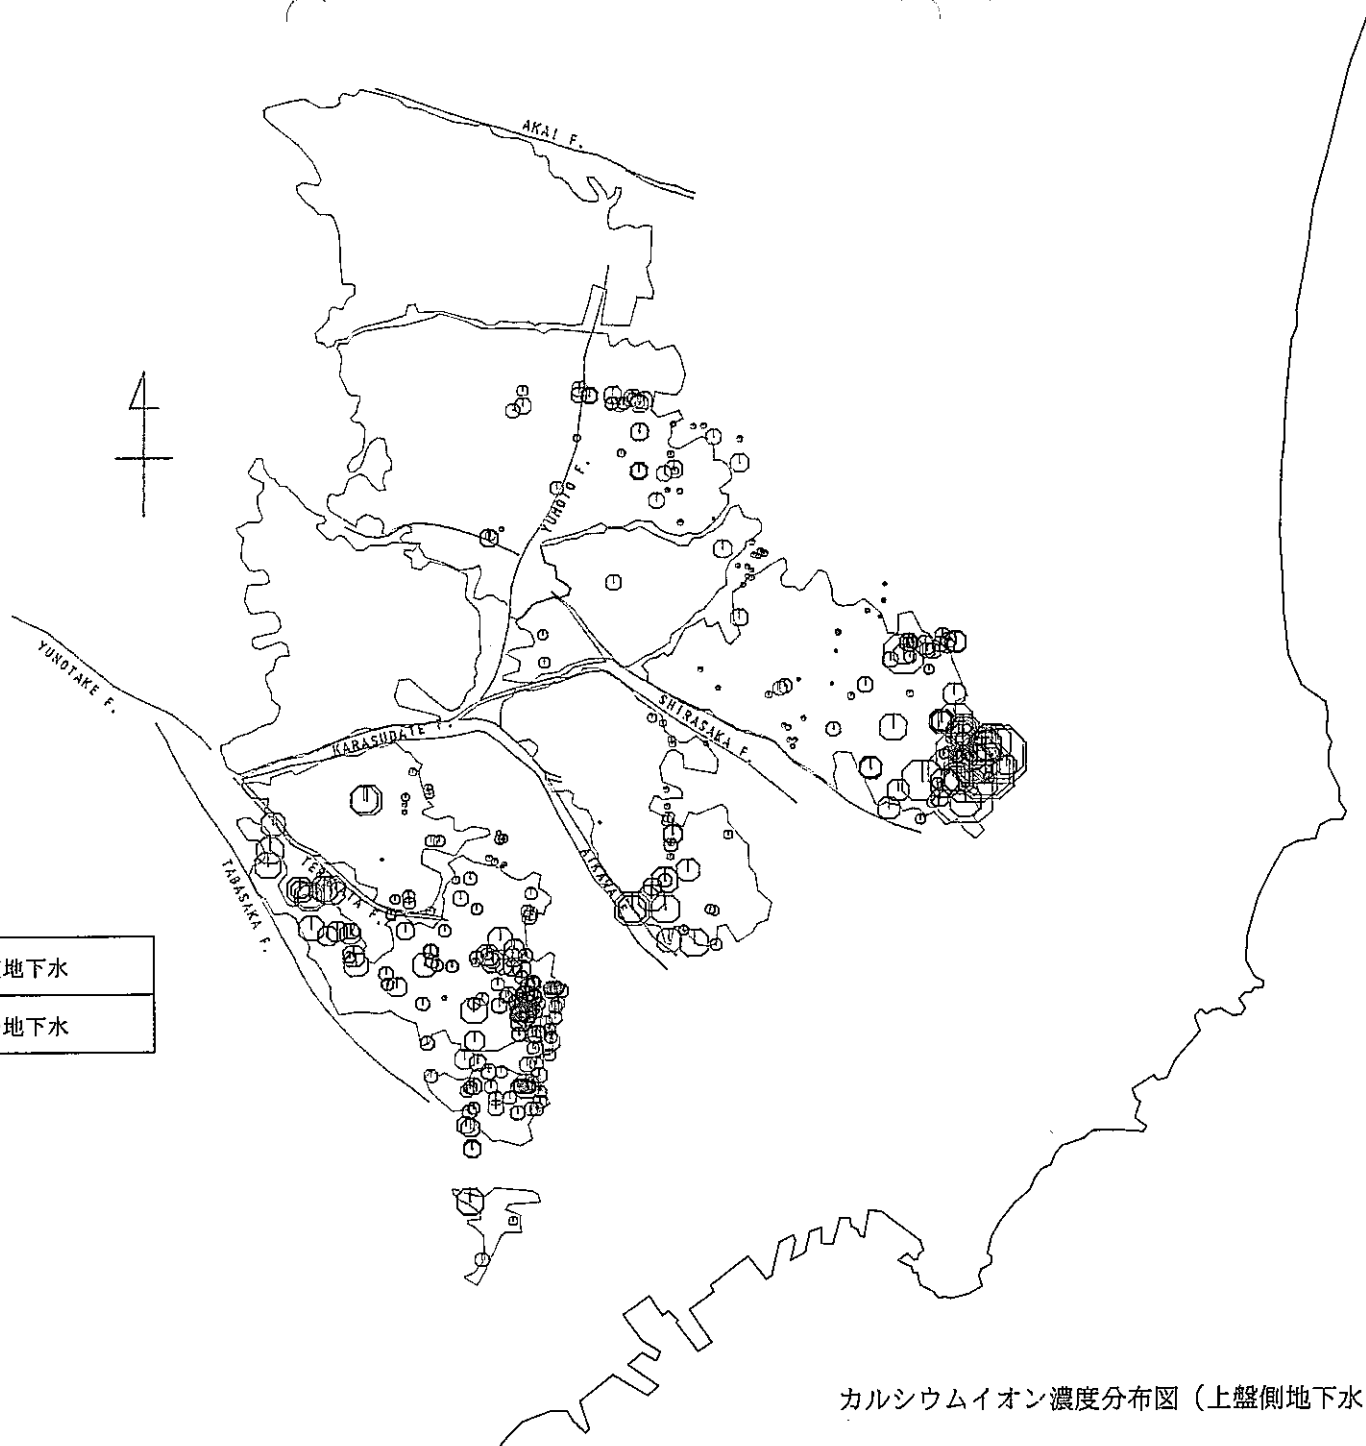 AKAI F.
YUMOTO F.
YUNOTAKE F.
SHIRASAKA F.
KARASUDATE F.
TABASAKA F.
地下水
地下水
カルシウムイオン濃度分布図（上盤側地下水